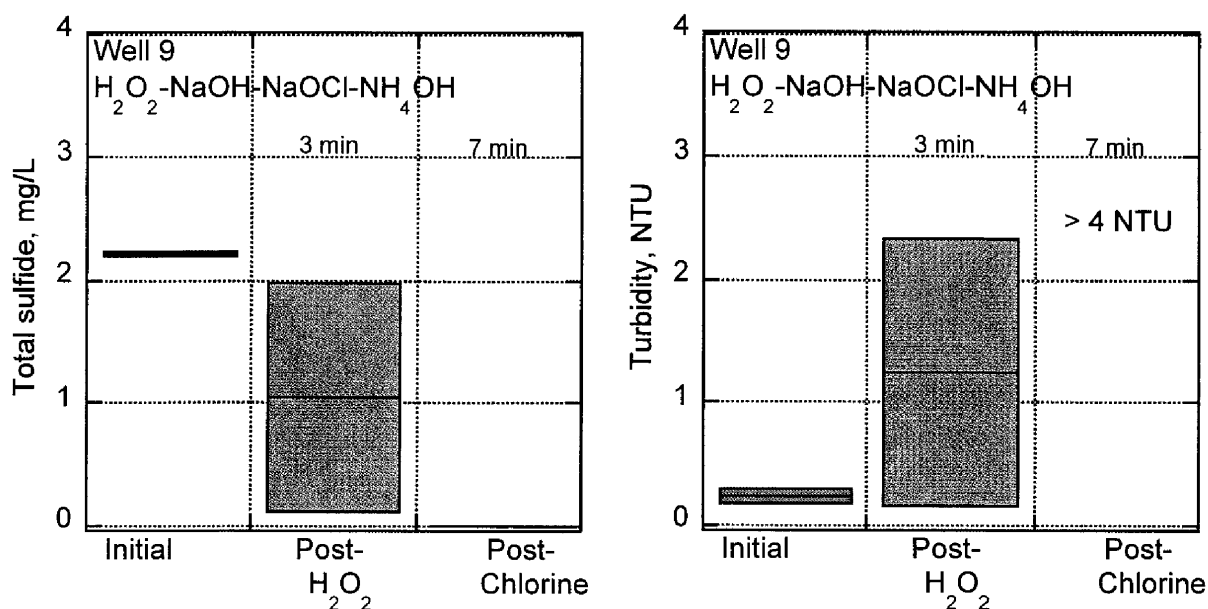 Well 9
H2O2-NaOH-NaOCl-NH4OH
3 min
7 min
4
3
2
1
0
Total sulfide, mg/L
Initial
Post-
H2O2
Post-
Chlorine
Well 9
H2O2-NaOH-NaOCl-NH4OH
3 min
7 min
> 4 NTU
4
3
2
1
0
Turbidity, NTU
Initial
Post-
H2O2
Post-
Chlorine